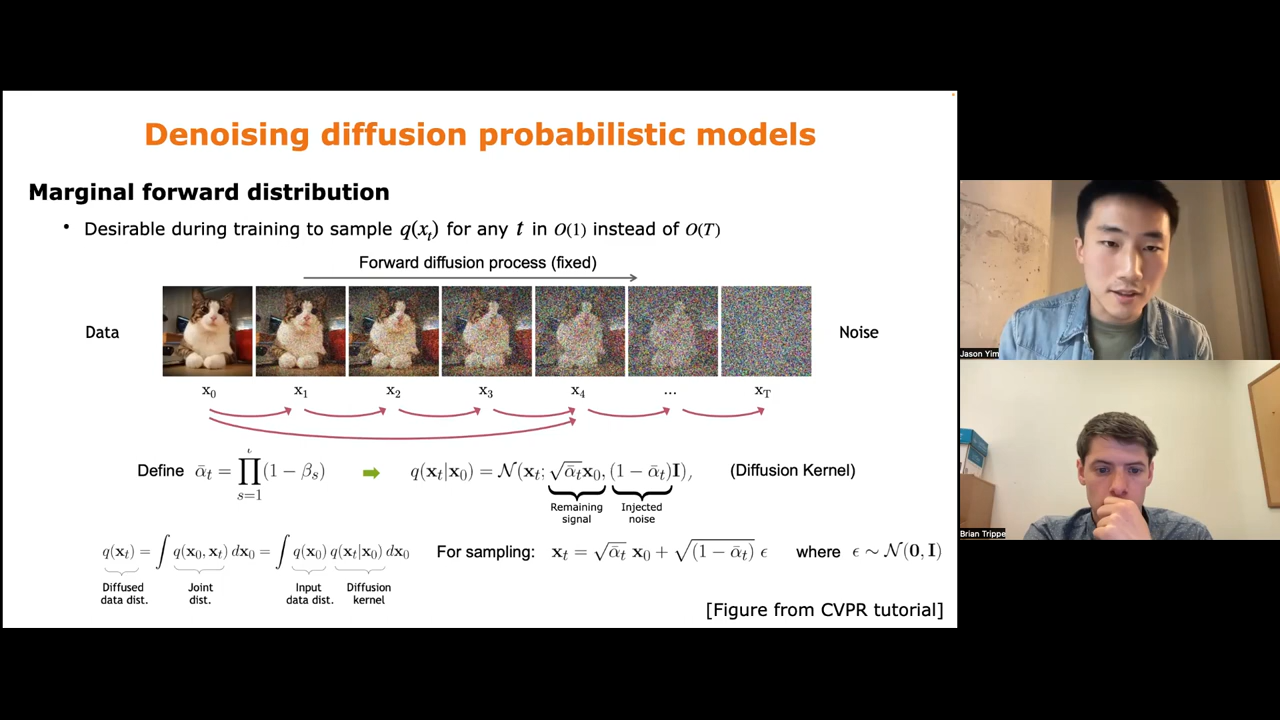 Denoising diffusion probabilistic models
Marginal forward distribution
• Desirable during training to sample q(x_t) for any t in O(1) instead of O(T)
Forward diffusion process (fixed)
Data
Noise
x_0 x_1 x_2 x_3 x_4 ... x_T
Define ᾱ_t = ∏_{s=1}^{t} (1 − β_s) ➡ q(x_t|x_0) = N(x_t; √ᾱ_t x_0, (1 − ᾱ_t)I), (Diffusion Kernel)
Remaining signal
Injected noise
q(x_t) = ∫ q(x_0, x_t) dx_0 = ∫ q(x_0) q(x_t|x_0) dx_0 For sampling: x_t = √ᾱ_t x_0 + √(1 − ᾱ_t) ϵ where ϵ ∼ N(0, I)
Diffused data dist.
Joint dist.
Input data dist.
Diffusion kernel
[Figure from CVPR tutorial]
Jason Yim
Brian Trippe